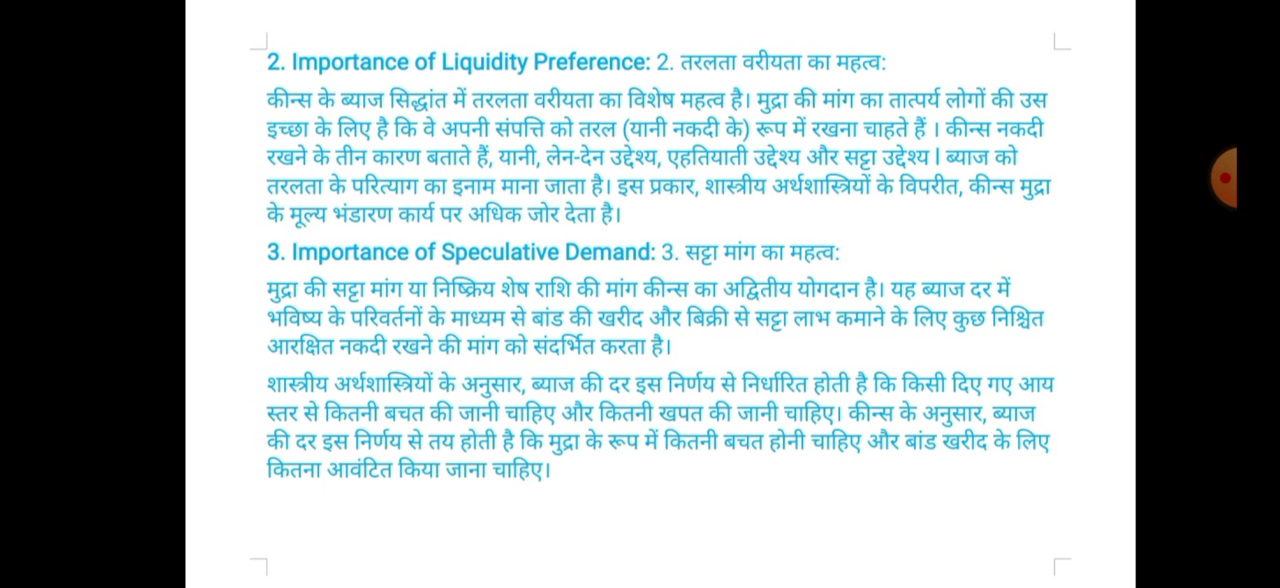 2. Importance of Liquidity Preference: 2. तरलता वरीयता का महत्व:
कीन्स के ब्याज सिद्धांत में तरलता वरीयता का विशेष महत्व है। मुद्रा की मांग का तात्पर्य लोगों की उस
इच्छा के लिए है कि वे अपनी संपत्ति को तरल (यानी नकदी के) रूप में रखना चाहते हैं । कीन्स नकदी
रखने के तीन कारण बताते हैं, यानी, लेन-देन उद्देश्य, एहतियाती उद्देश्य और सट्टा उद्देश्य l ब्याज को
तरलता के परित्याग का इनाम माना जाता है। इस प्रकार, शास्त्रीय अर्थशास्त्रियों के विपरीत, कीन्स मुद्रा
के मूल्य भंडारण कार्य पर अधिक जोर देता है।
3. Importance of Speculative Demand: 3. सट्टा मांग का महत्व:
मुद्रा की सट्टा मांग या निष्क्रिय शेष राशि की मांग कीन्स का अद्वितीय योगदान है। यह ब्याज दर में
भविष्य के परिवर्तनों के माध्यम से बांड की खरीद और बिक्री से सट्टा लाभ कमाने के लिए कुछ निश्चित
आरक्षित नकदी रखने की मांग को संदर्भित करता है।
शास्त्रीय अर्थशास्त्रियों के अनुसार, ब्याज की दर इस निर्णय से निर्धारित होती है कि किसी दिए गए आय
स्तर से कितनी बचत की जानी चाहिए और कितनी खपत की जानी चाहिए। कीन्स के अनुसार, ब्याज
की दर इस निर्णय से तय होती है कि मुद्रा के रूप में कितनी बचत होनी चाहिए और बांड खरीद के लिए
कितना आवंटित किया जाना चाहिए।